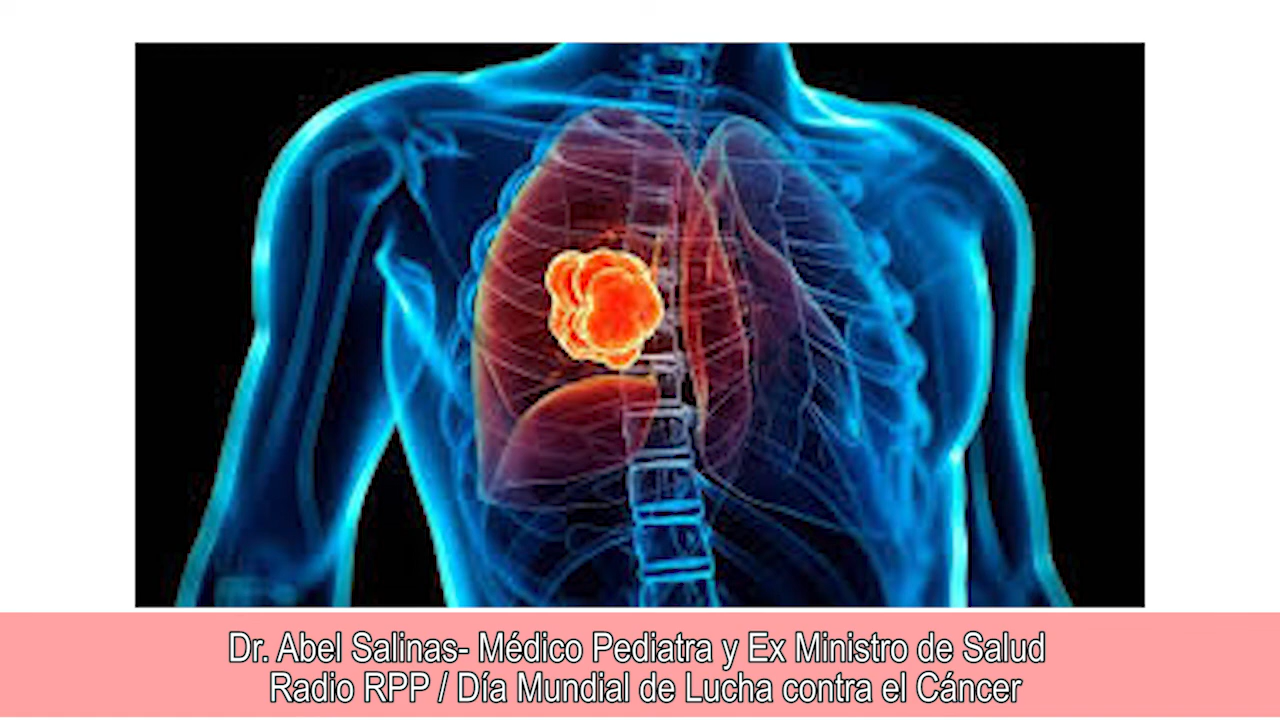 Dr. Abel Salinas- Médico Pediatra y Ex Ministro de Salud
Radio RPP / Día Mundial de Lucha contra el Cáncer